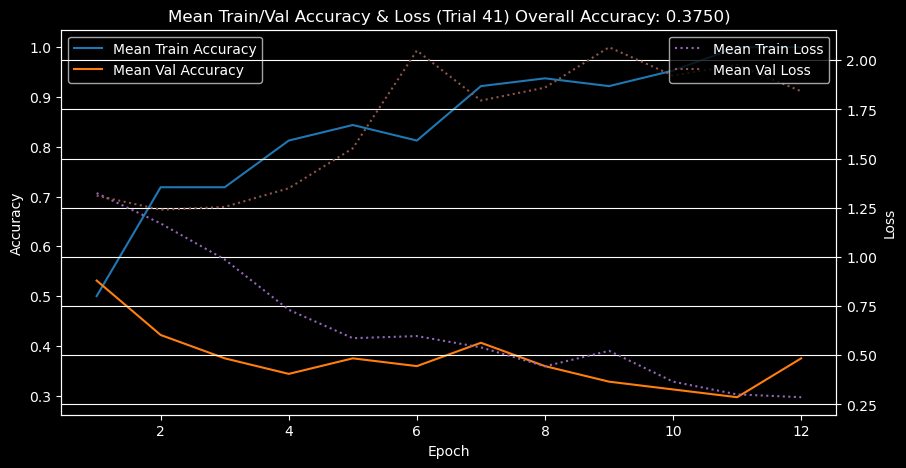 Mean Train/Val Accuracy & Loss (Trial 41) Overall Accuracy: 0.3750)
Mean Train Accuracy
Mean Val Accuracy
Mean Train Loss
Mean Val Loss
1.0
0.9
0.8
0.7
0.6
0.5
0.4
0.3
Accuracy
2.00
1.75
1.50
1.25
1.00
0.75
0.50
0.25
Loss
2 4 6 8 10 12
Epoch